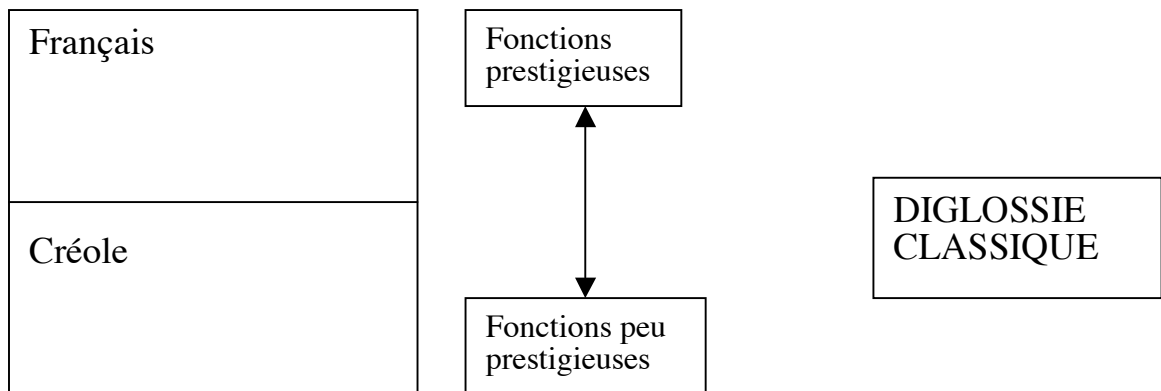 Français
Fonctions
prestigieuses
DIGLOSSIE
CLASSIQUE
Créole
Fonctions peu
prestigieuses